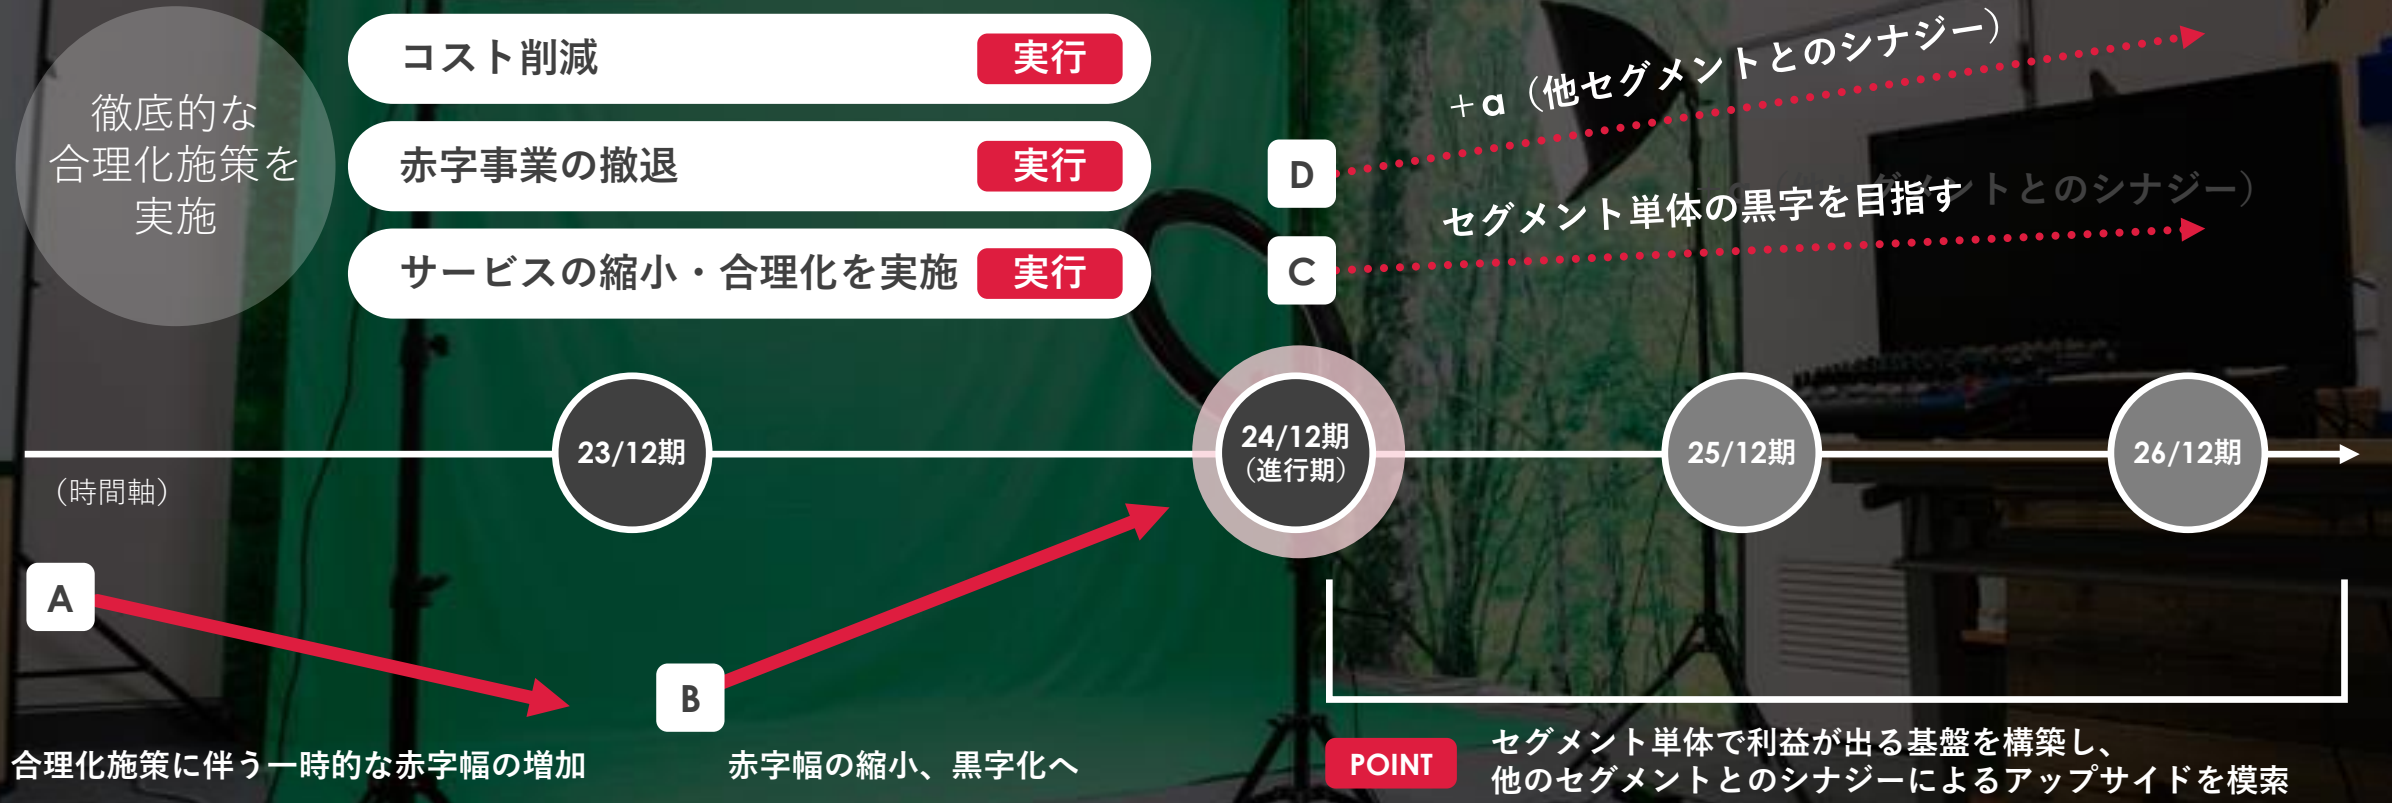 徹底的な
合理化施策を
実施
コスト削減 実行
赤字事業の撤退 実行
サービスの縮小・合理化を実施 実行
D
+α（他セグメントとのシナジー）
C
セグメント単体の黒字を目指す
トとのシナジー）
23/12期
24/12期
（進行期）
25/12期
26/12期
（時間軸）
A
合理化施策に伴う一時的な赤字幅の増加
B
赤字幅の縮小、黒字化へ
POINT
セグメント単体で利益が出る基盤を構築し、
他のセグメントとのシナジーによるアップサイドを模索